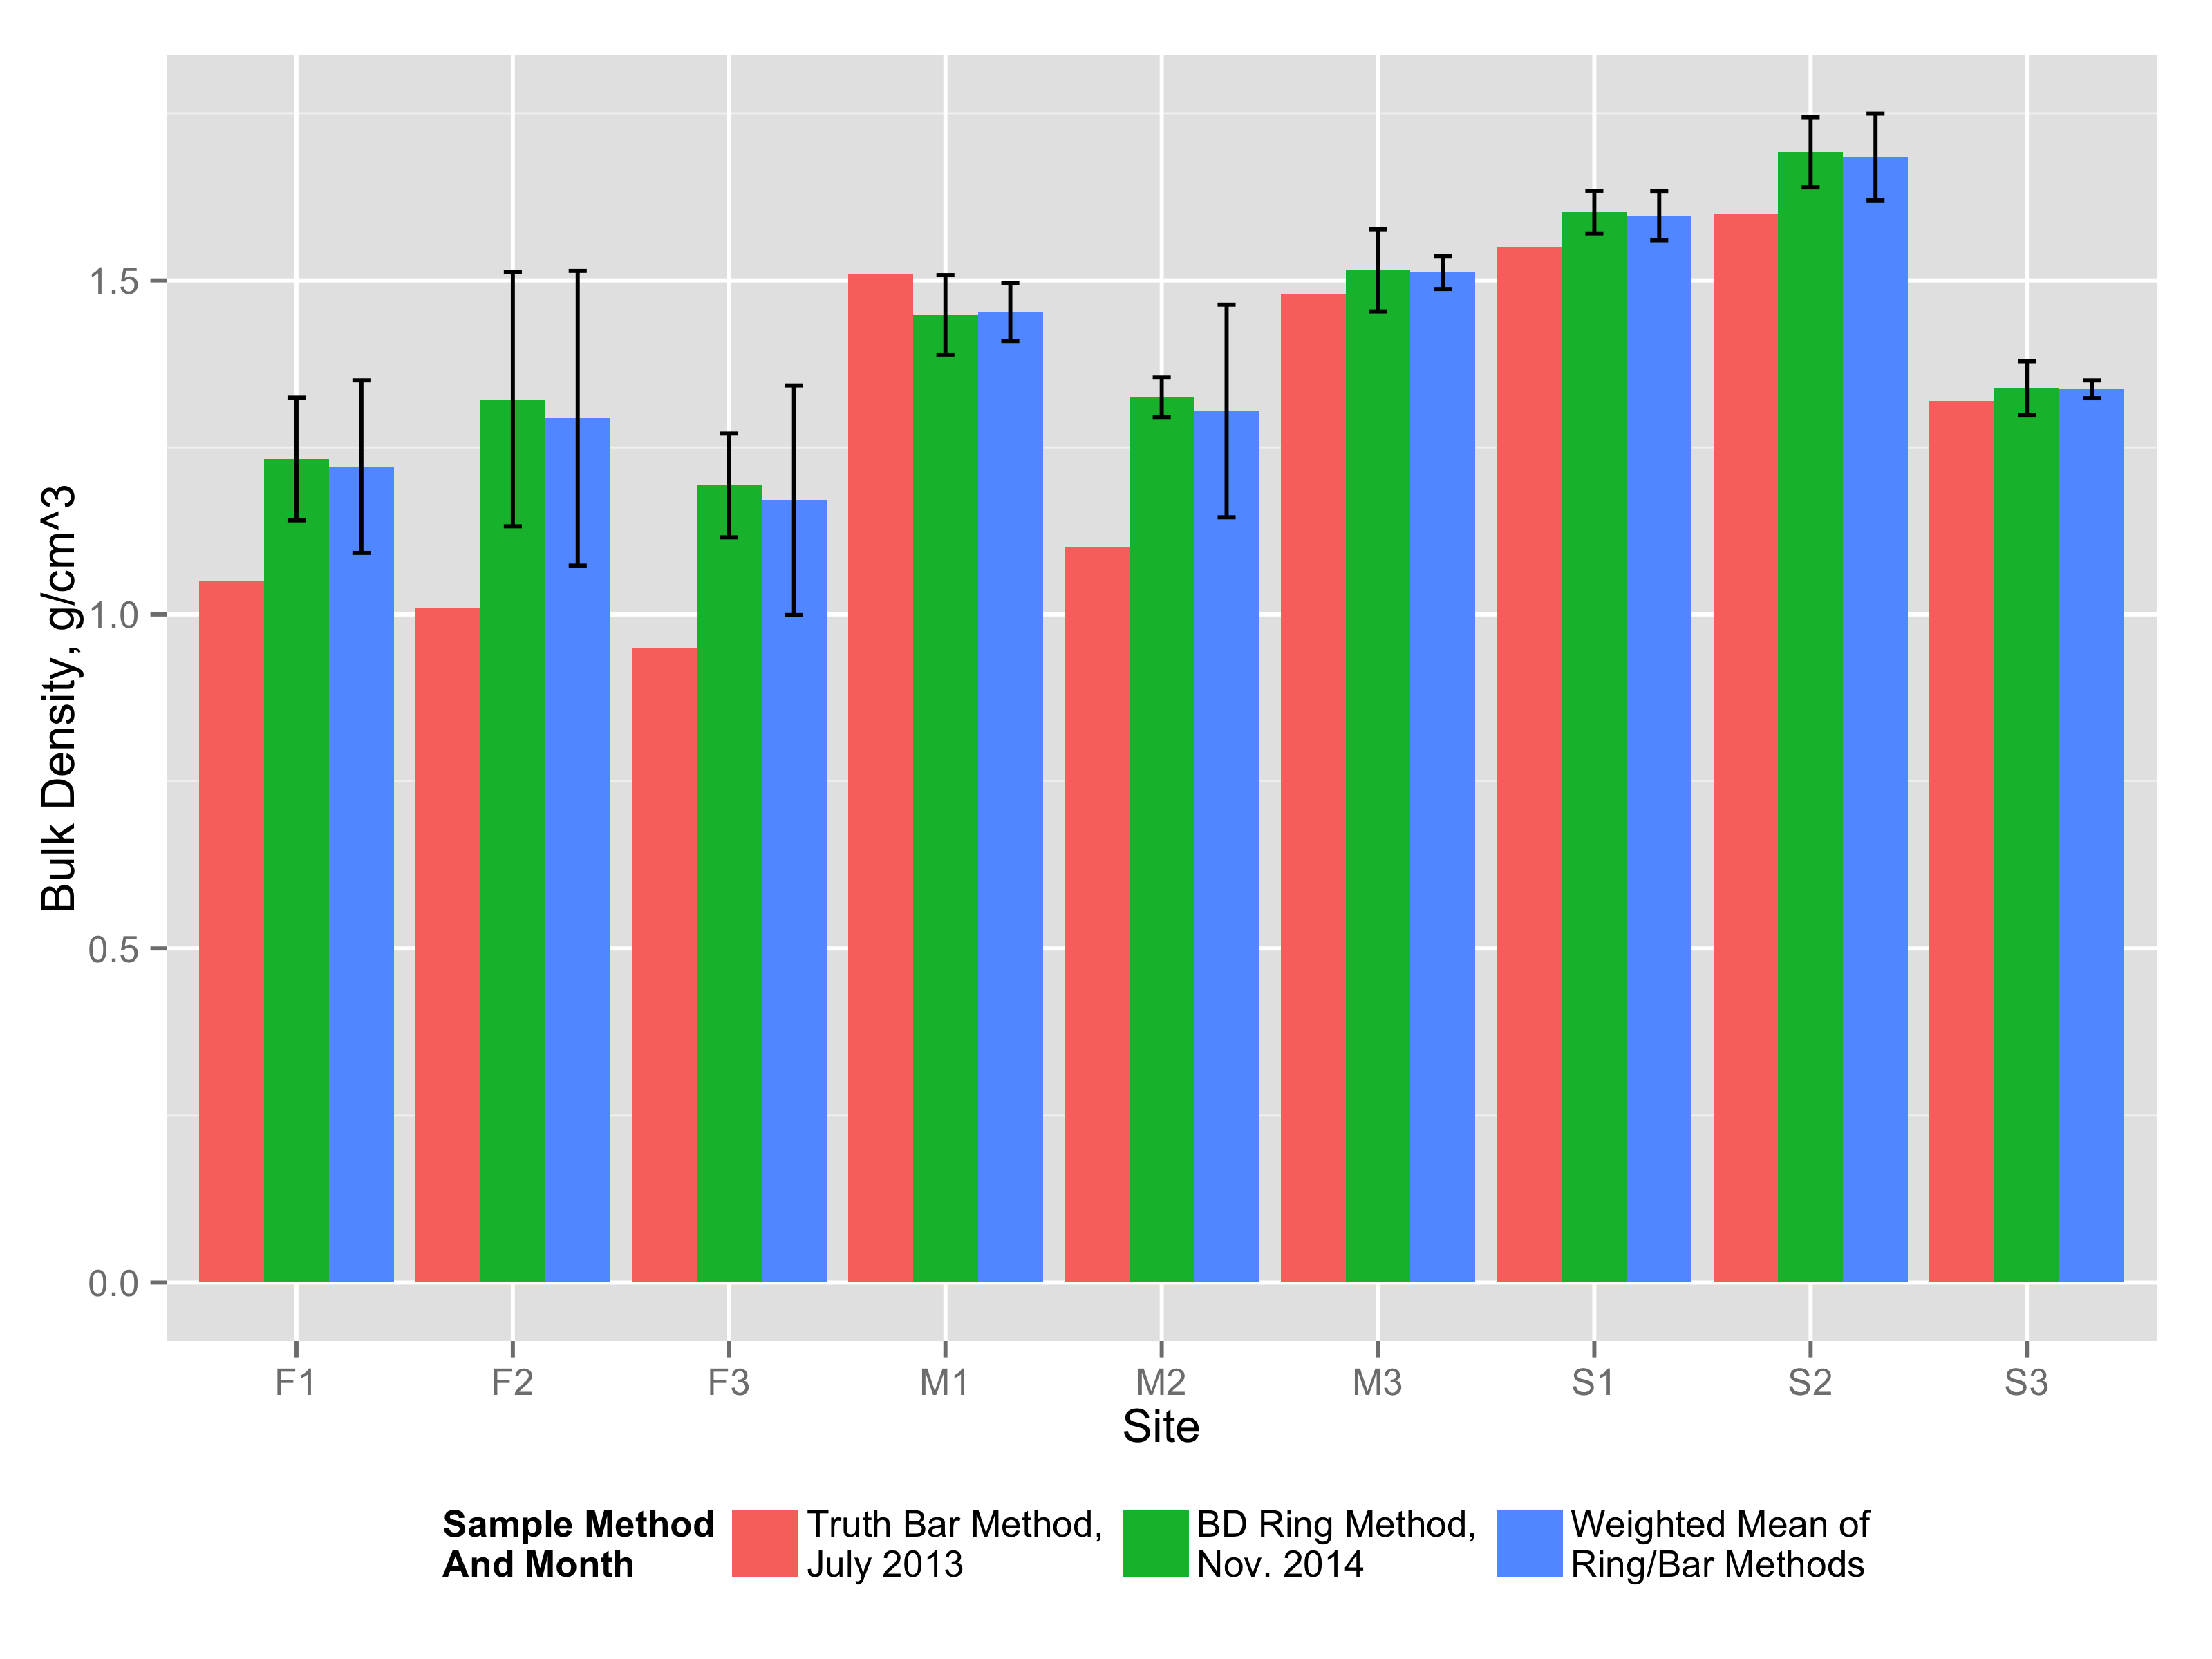 Bulk Density, g/cm^3
1.5
1.0
0.5
0.0
F1 F2 F3 M1 M2 M3 S1 S2 S3
Site
Sample Method
And Month
Truth Bar Method,
July 2013
BD Ring Method,
Nov. 2014
Weighted Mean of
Ring/Bar Methods